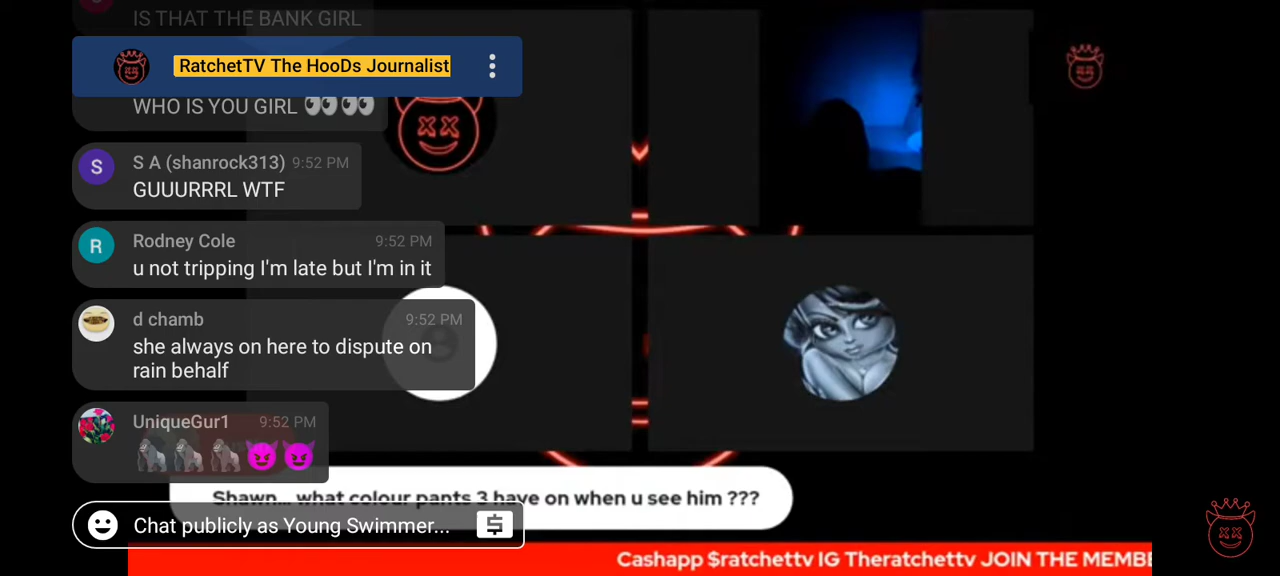 IS THAT THE BANK GIRL
RatchetTV The HooDs Journalist
WHO IS YOU GIRL 👀👀👀
S
S A (shanrock313) 9:52 PM
GUUURRRL WTF
R
Rodney Cole 9:52 PM
u not tripping I'm late but I'm in it
d chamb 9:52 PM
she always on here to dispute on
rain behalf
UniqueGur1 9:52 PM
🦍🦍🦍😈😈
Shawn... what colour pants 3 have on when u see him ???
Chat publicly as Young Swimmer...
Cashapp $ratchettv IG Theratchettv JOIN THE MEMBE